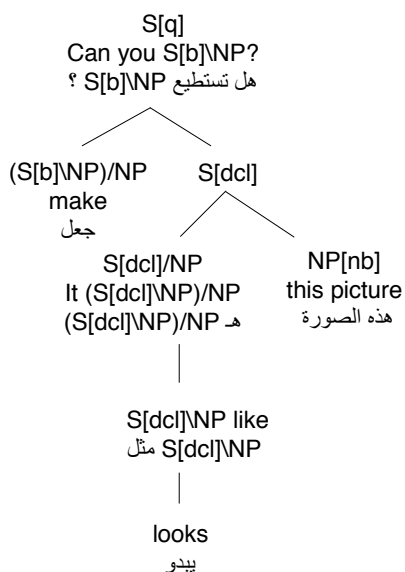 S[q]
Can you S[b]\NP?
هل تستطيع S[b]\NP ؟
(S[b]\NP)/NP
make
جعل
S[dcl]
S[dcl]/NP
It (S[dcl]\NP)/NP
(S[dcl]\NP)/NP هـ
NP[nb]
this picture
هذه الصورة
S[dcl]\NP like
مثل S[dcl]\NP
looks
يبدو